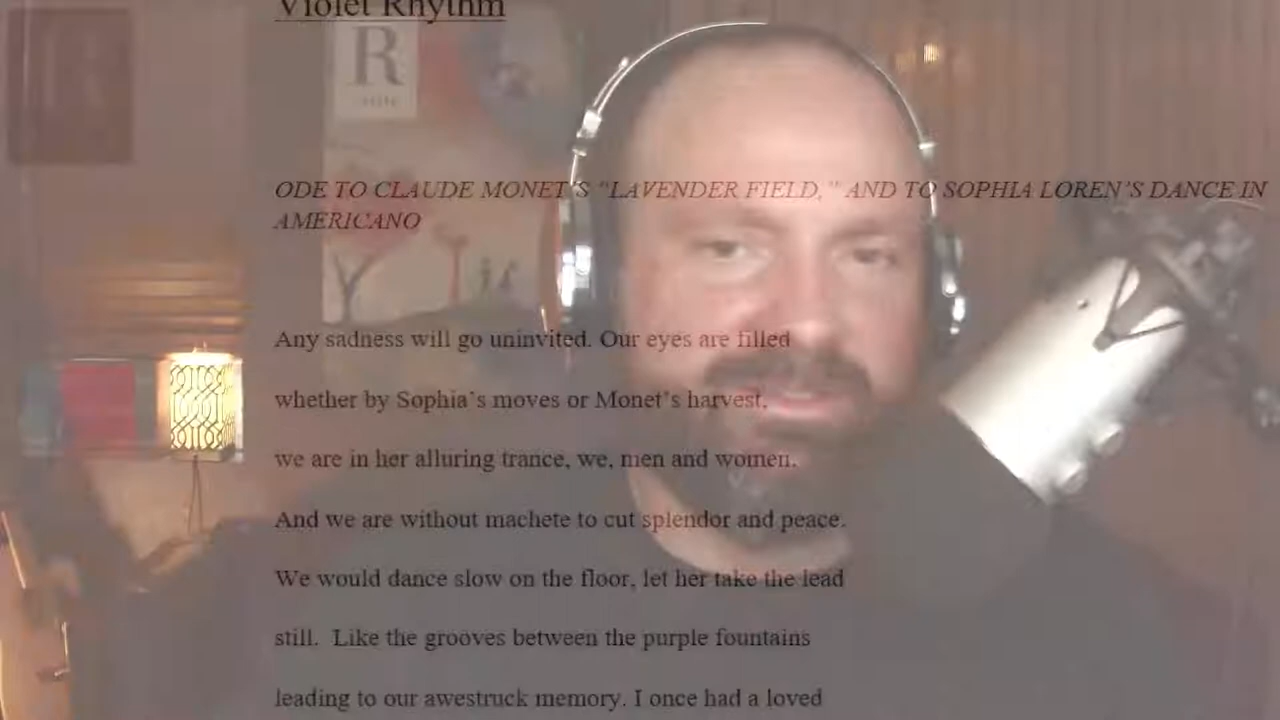 Violet Rhythm
R
ODE TO CLAUDE MONET'S "LAVENDER FIELD," AND TO SOPHIA LOREN'S DANCE IN
AMERICANO
Any sadness will go uninvited. Our eyes are filled
whether by Sophia's moves or Monet's harvest,
we are in her alluring trance, we, men and women.
And we are without machete to cut splendor and peace.
We would dance slow on the floor, let her take the lead
still.  Like the grooves between the purple fountains
leading to our awestruck memory. I once had a loved